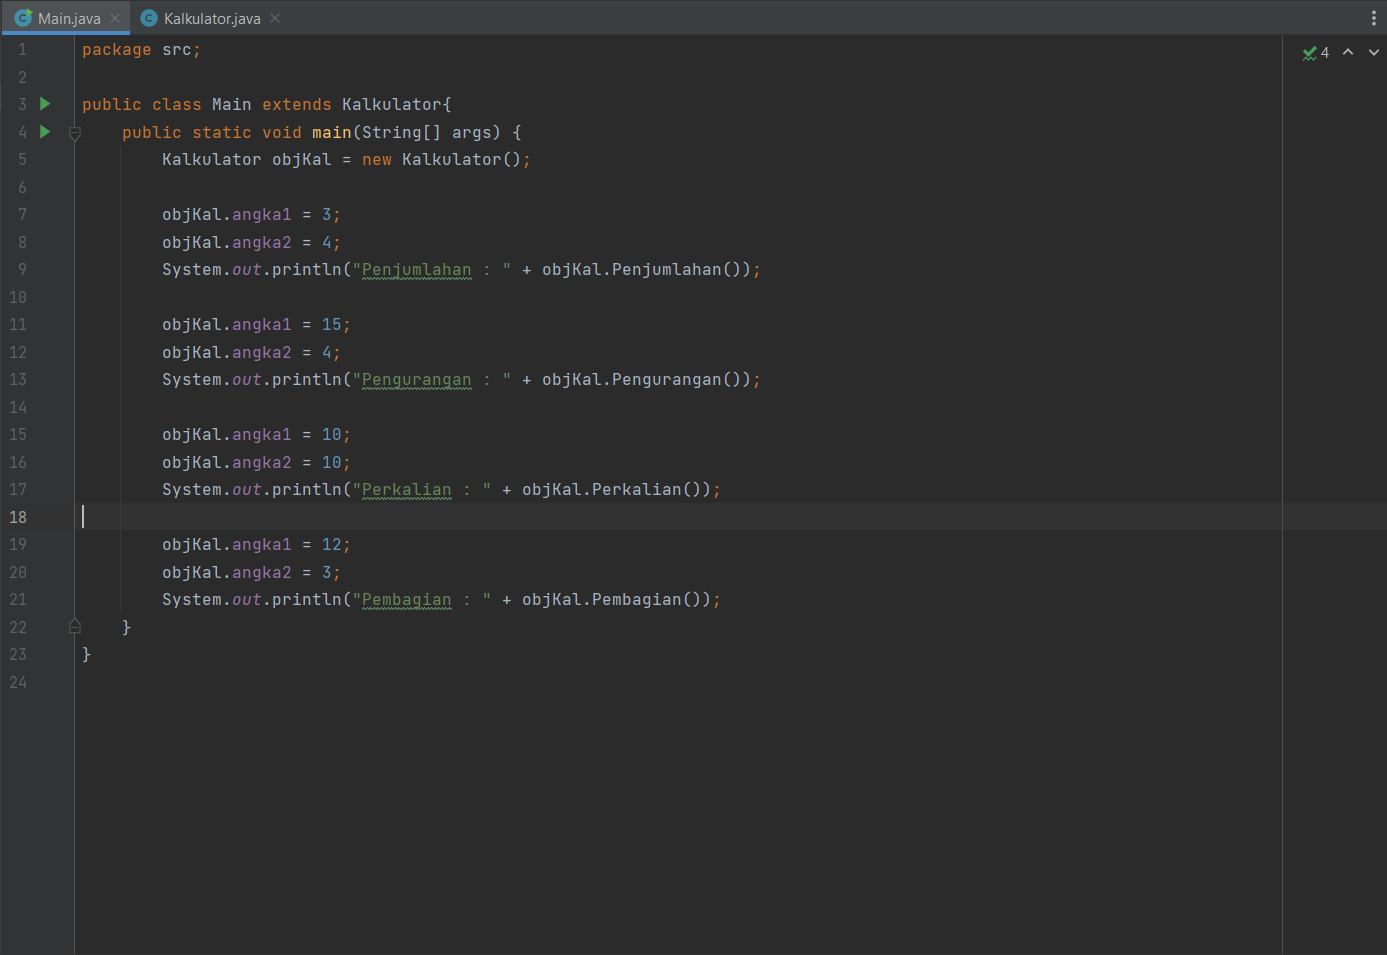 Main.java Kalkulator.java
4
1 package src;
2
3 public class Main extends Kalkulator{
4 public static void main(String[] args) {
5 Kalkulator objKal = new Kalkulator();
6
7 objKal.angka1 = 3;
8 objKal.angka2 = 4;
9 System.out.println("Penjumlahan : " + objKal.Penjumlahan());
10
11 objKal.angka1 = 15;
12 objKal.angka2 = 4;
13 System.out.println("Pengurangan : " + objKal.Pengurangan());
14
15 objKal.angka1 = 10;
16 objKal.angka2 = 10;
17 System.out.println("Perkalian : " + objKal.Perkalian());
18
19 objKal.angka1 = 12;
20 objKal.angka2 = 3;
21 System.out.println("Pembagian : " + objKal.Pembagian());
22 }
23 }
24